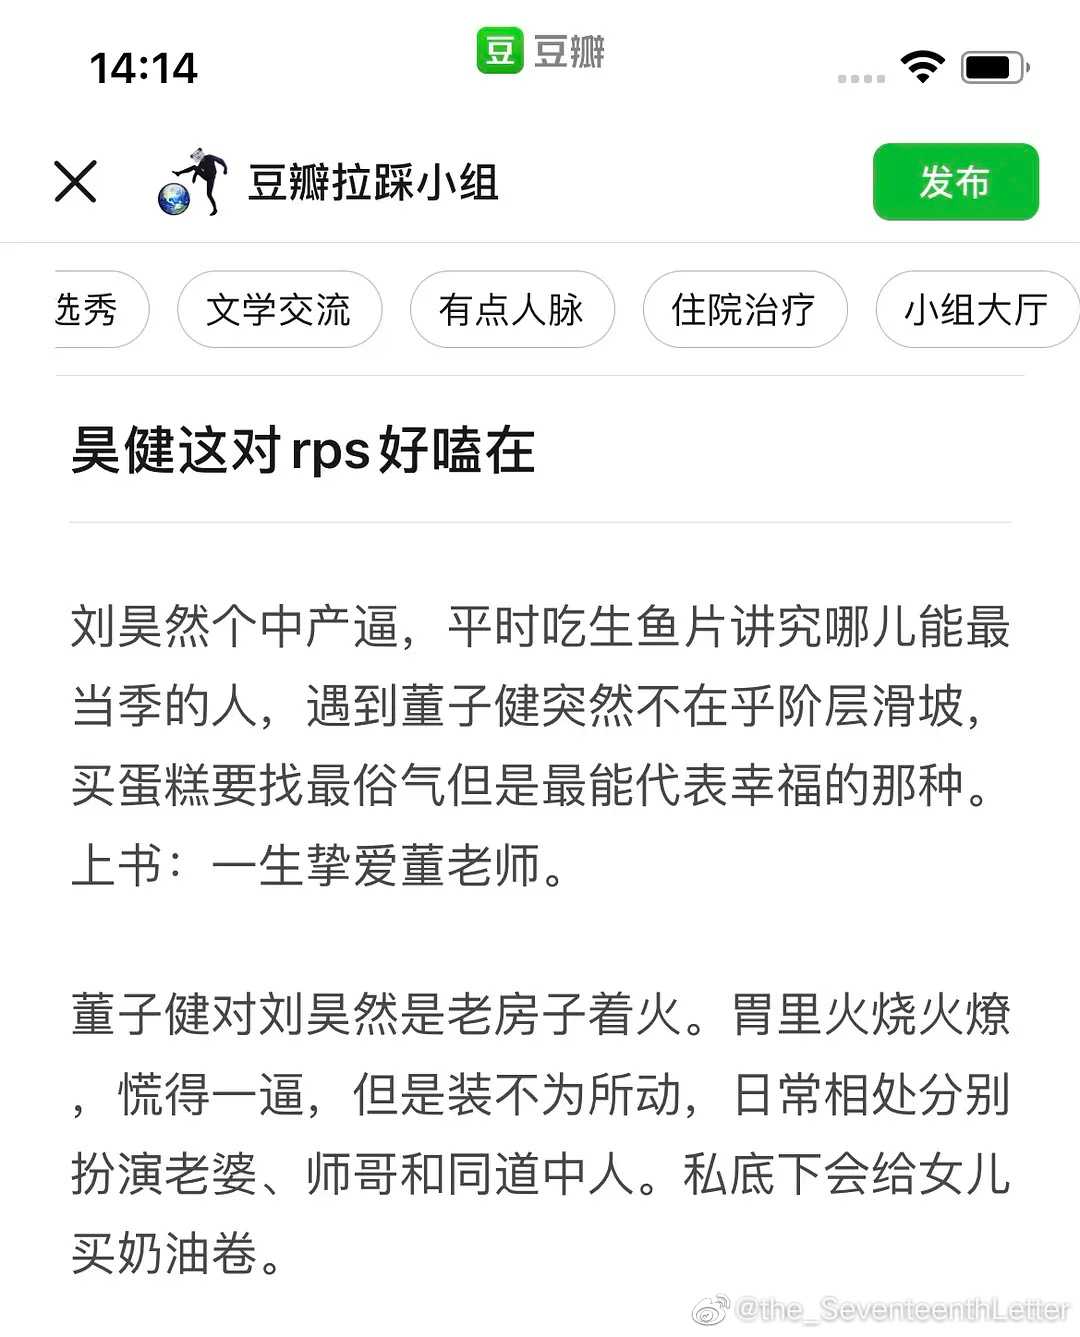 14:14
豆 豆瓣
豆瓣拉踩小组
发布
选秀 文学交流 有点人脉 住院治疗 小组大厅
昊健这对rps好嗑在
刘昊然个中产逼，平时吃生鱼片讲究哪儿能最
当季的人，遇到董子健突然不在乎阶层滑坡，
买蛋糕要找最俗气但是最能代表幸福的那种。
上书：一生挚爱董老师。
董子健对刘昊然是老房子着火。胃里火烧火燎
，慌得一逼，但是装不为所动，日常相处分别
扮演老婆、师哥和同道中人。私底下会给女儿
买奶油卷。
@the_SeventeenthLetter